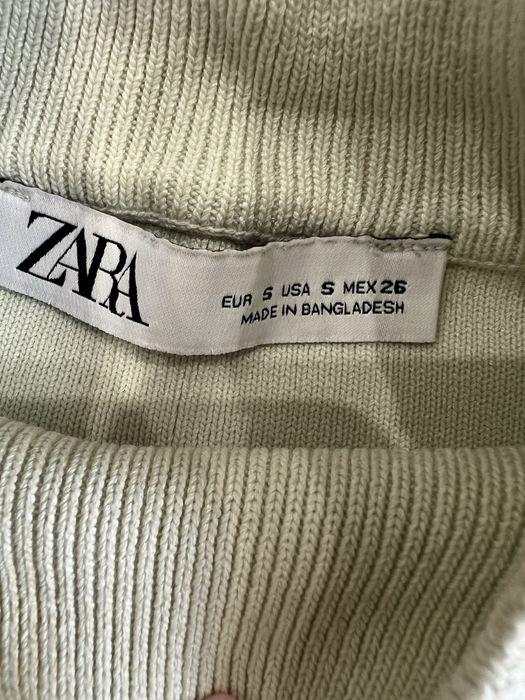 ZARA
EUR S USA S MEX 26
MADE IN BANGLADESH